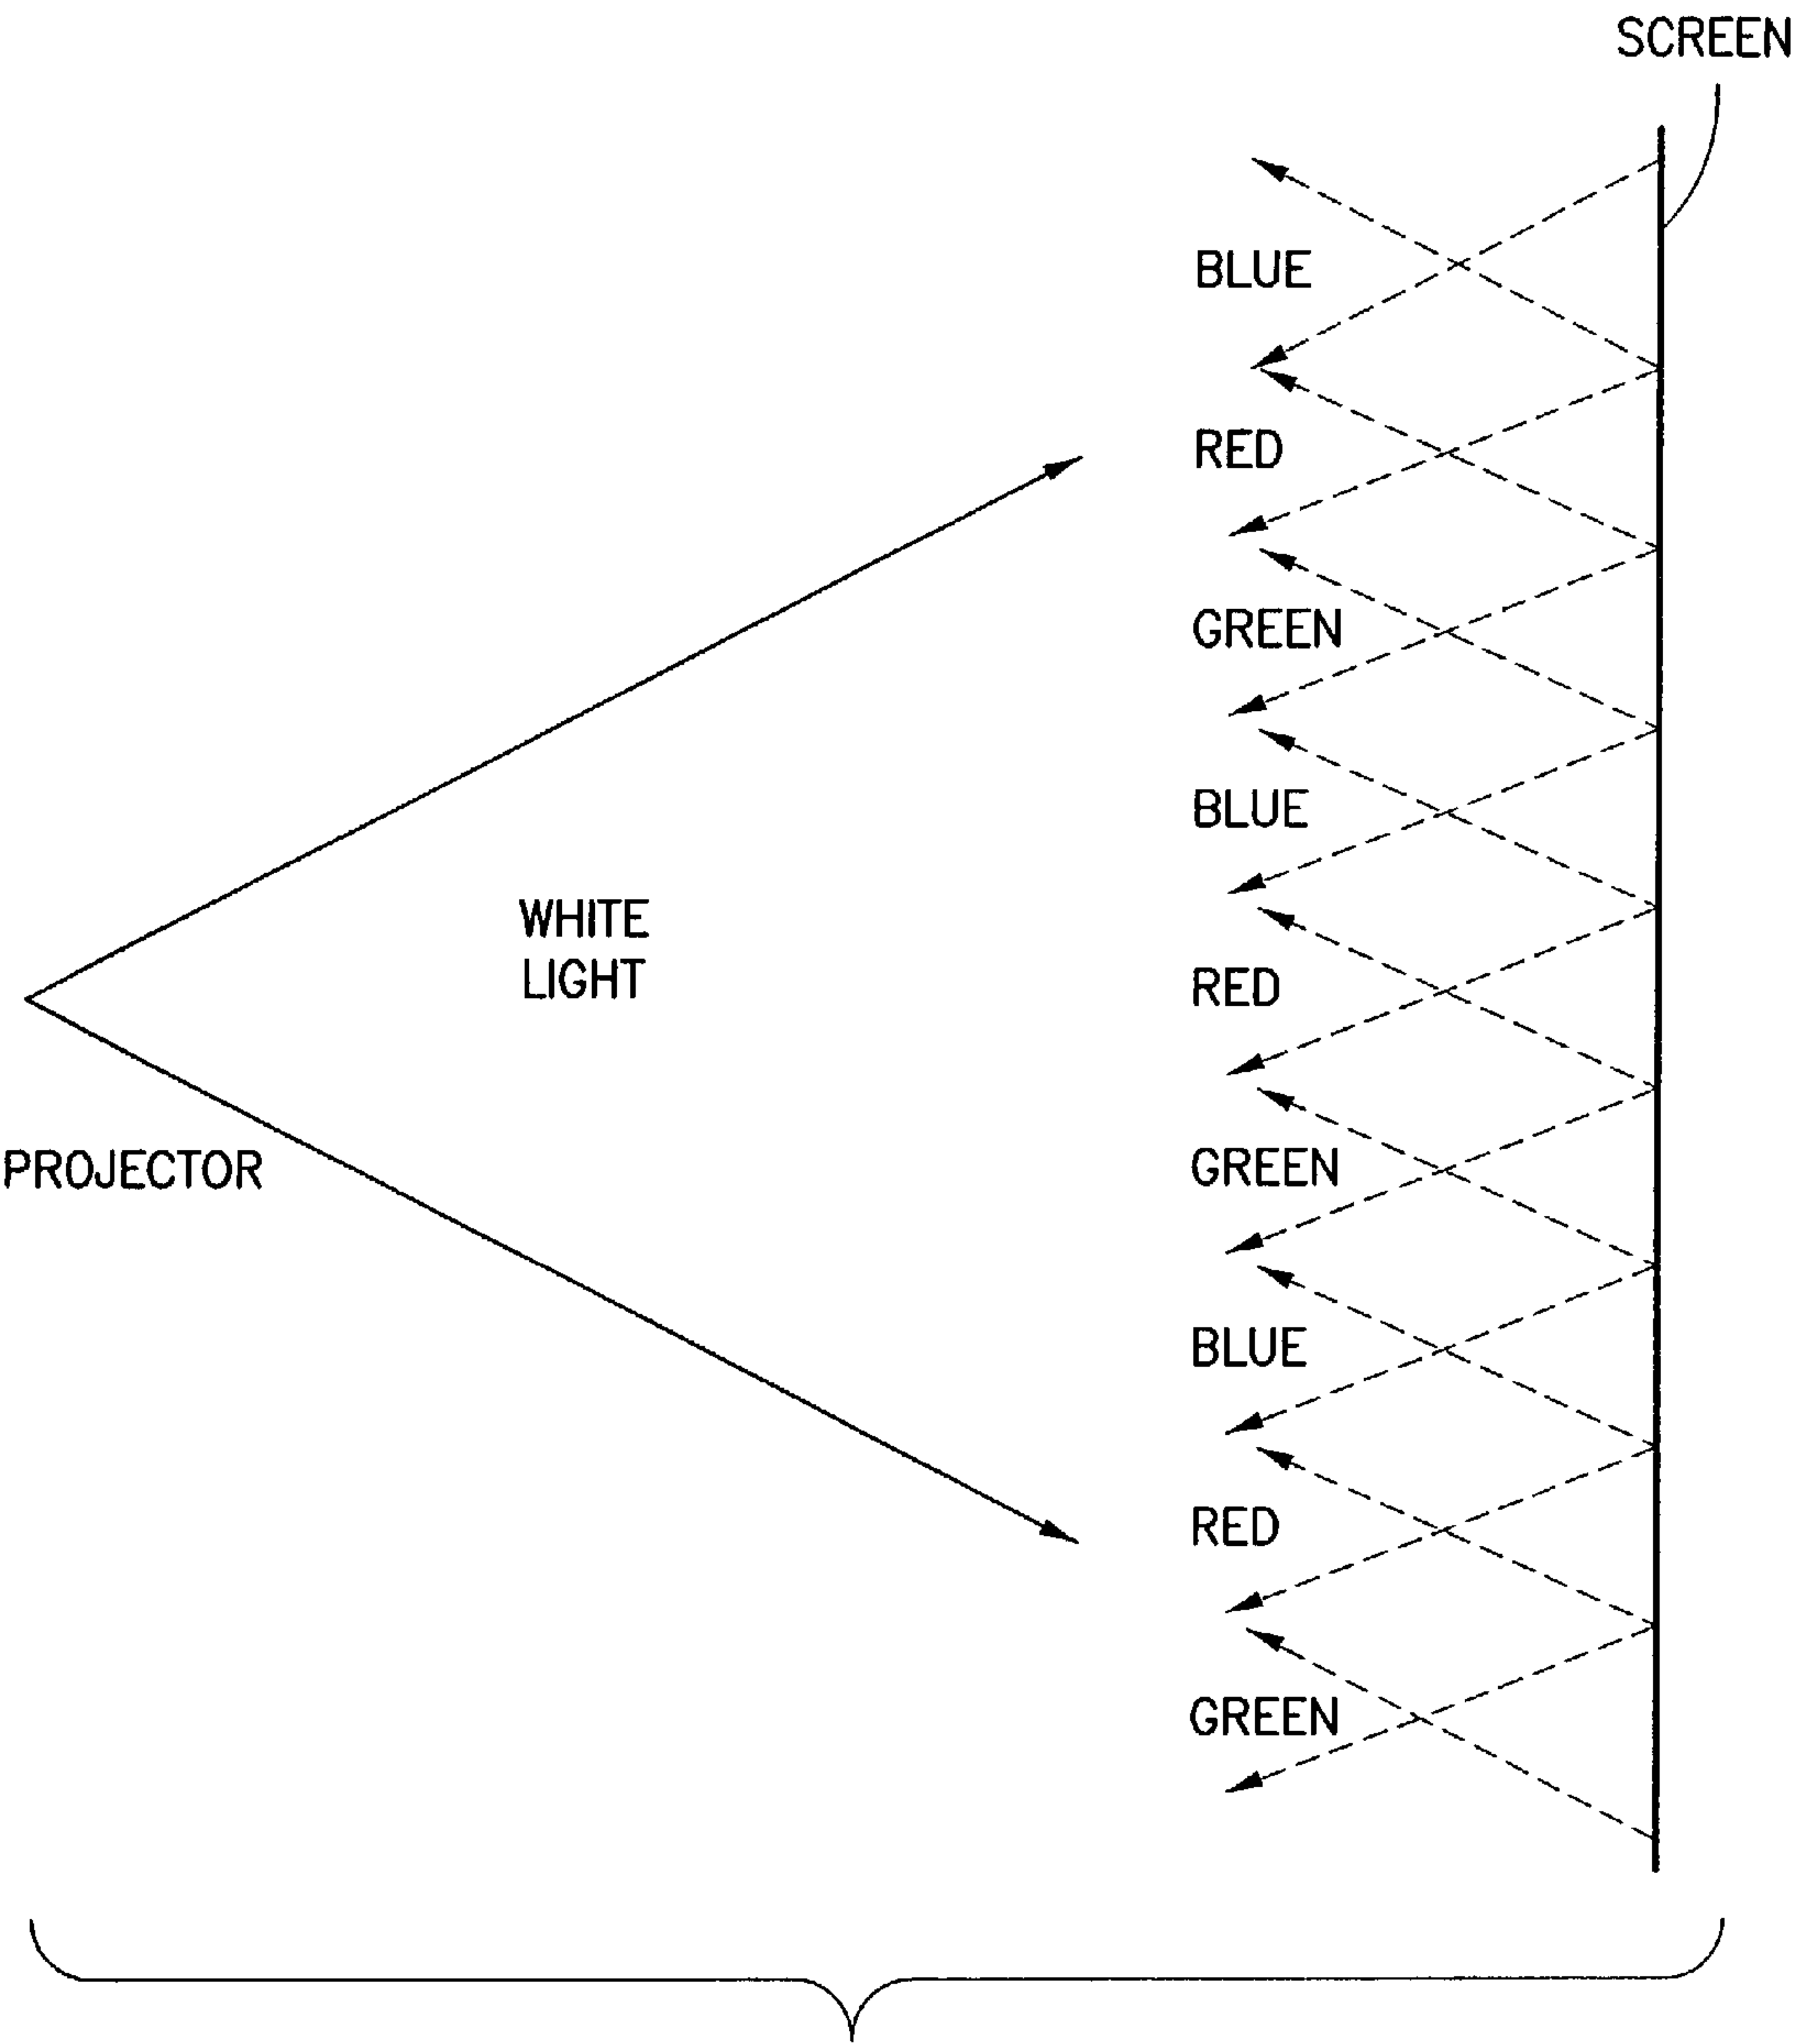 SCREEN
BLUE
RED
GREEN
BLUE
WHITE
LIGHT
RED
PROJECTOR
GREEN
BLUE
RED
GREEN